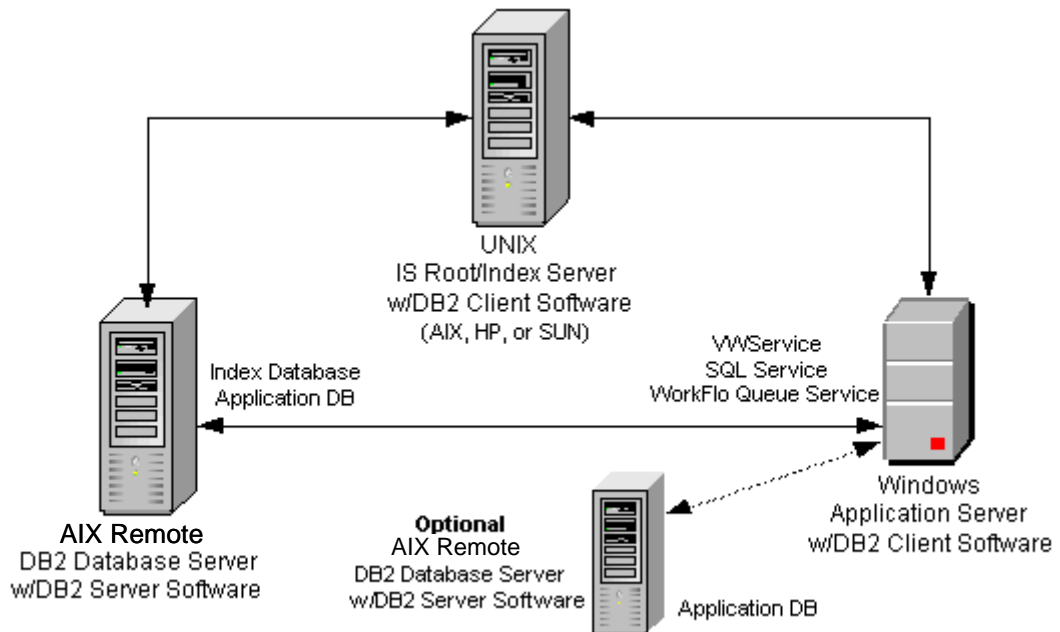 UNIX
IS Root/Index Server
w/DB2 Client Software
(AIX, HP, or SUN)
Index Database
Application DB
VWService
SQL Service
WorkFlo Queue Service
AIX Remote
DB2 Database Server
w/DB2 Server Software
Optional
AIX Remote
DB2 Database Server
w/DB2 Server Software
Application DB
Windows
Application Server
w/DB2 Client Software